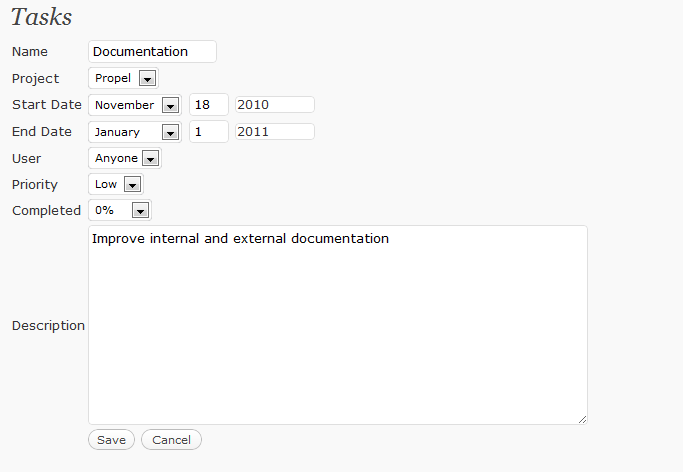 Tasks
Name Documentation
Project Propel
Start Date November 18 2010
End Date January 1 2011
User Anyone
Priority Low
Completed 0%
Improve internal and external documentation
Description
Save Cancel